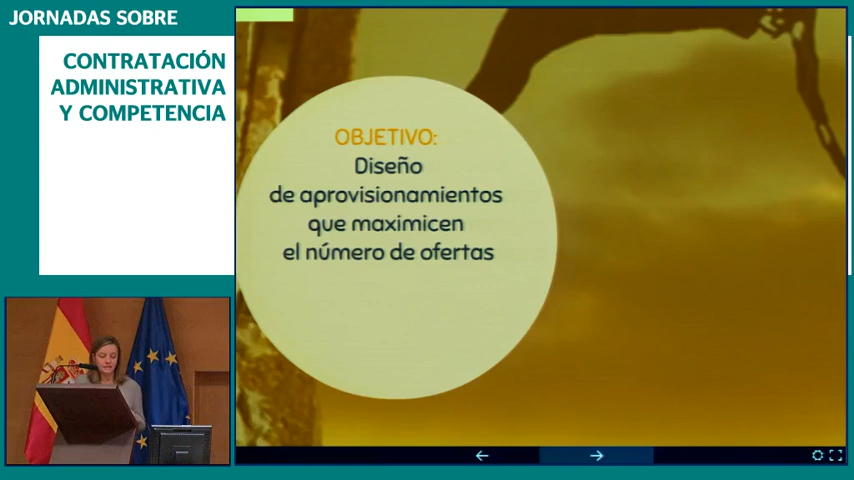 JORNADAS SOBRE
CONTRATACIÓN
ADMINISTRATIVA
Y COMPETENCIA
OBJETIVO:
Diseño
de aprovisionamientos
que maximicen
el número de ofertas